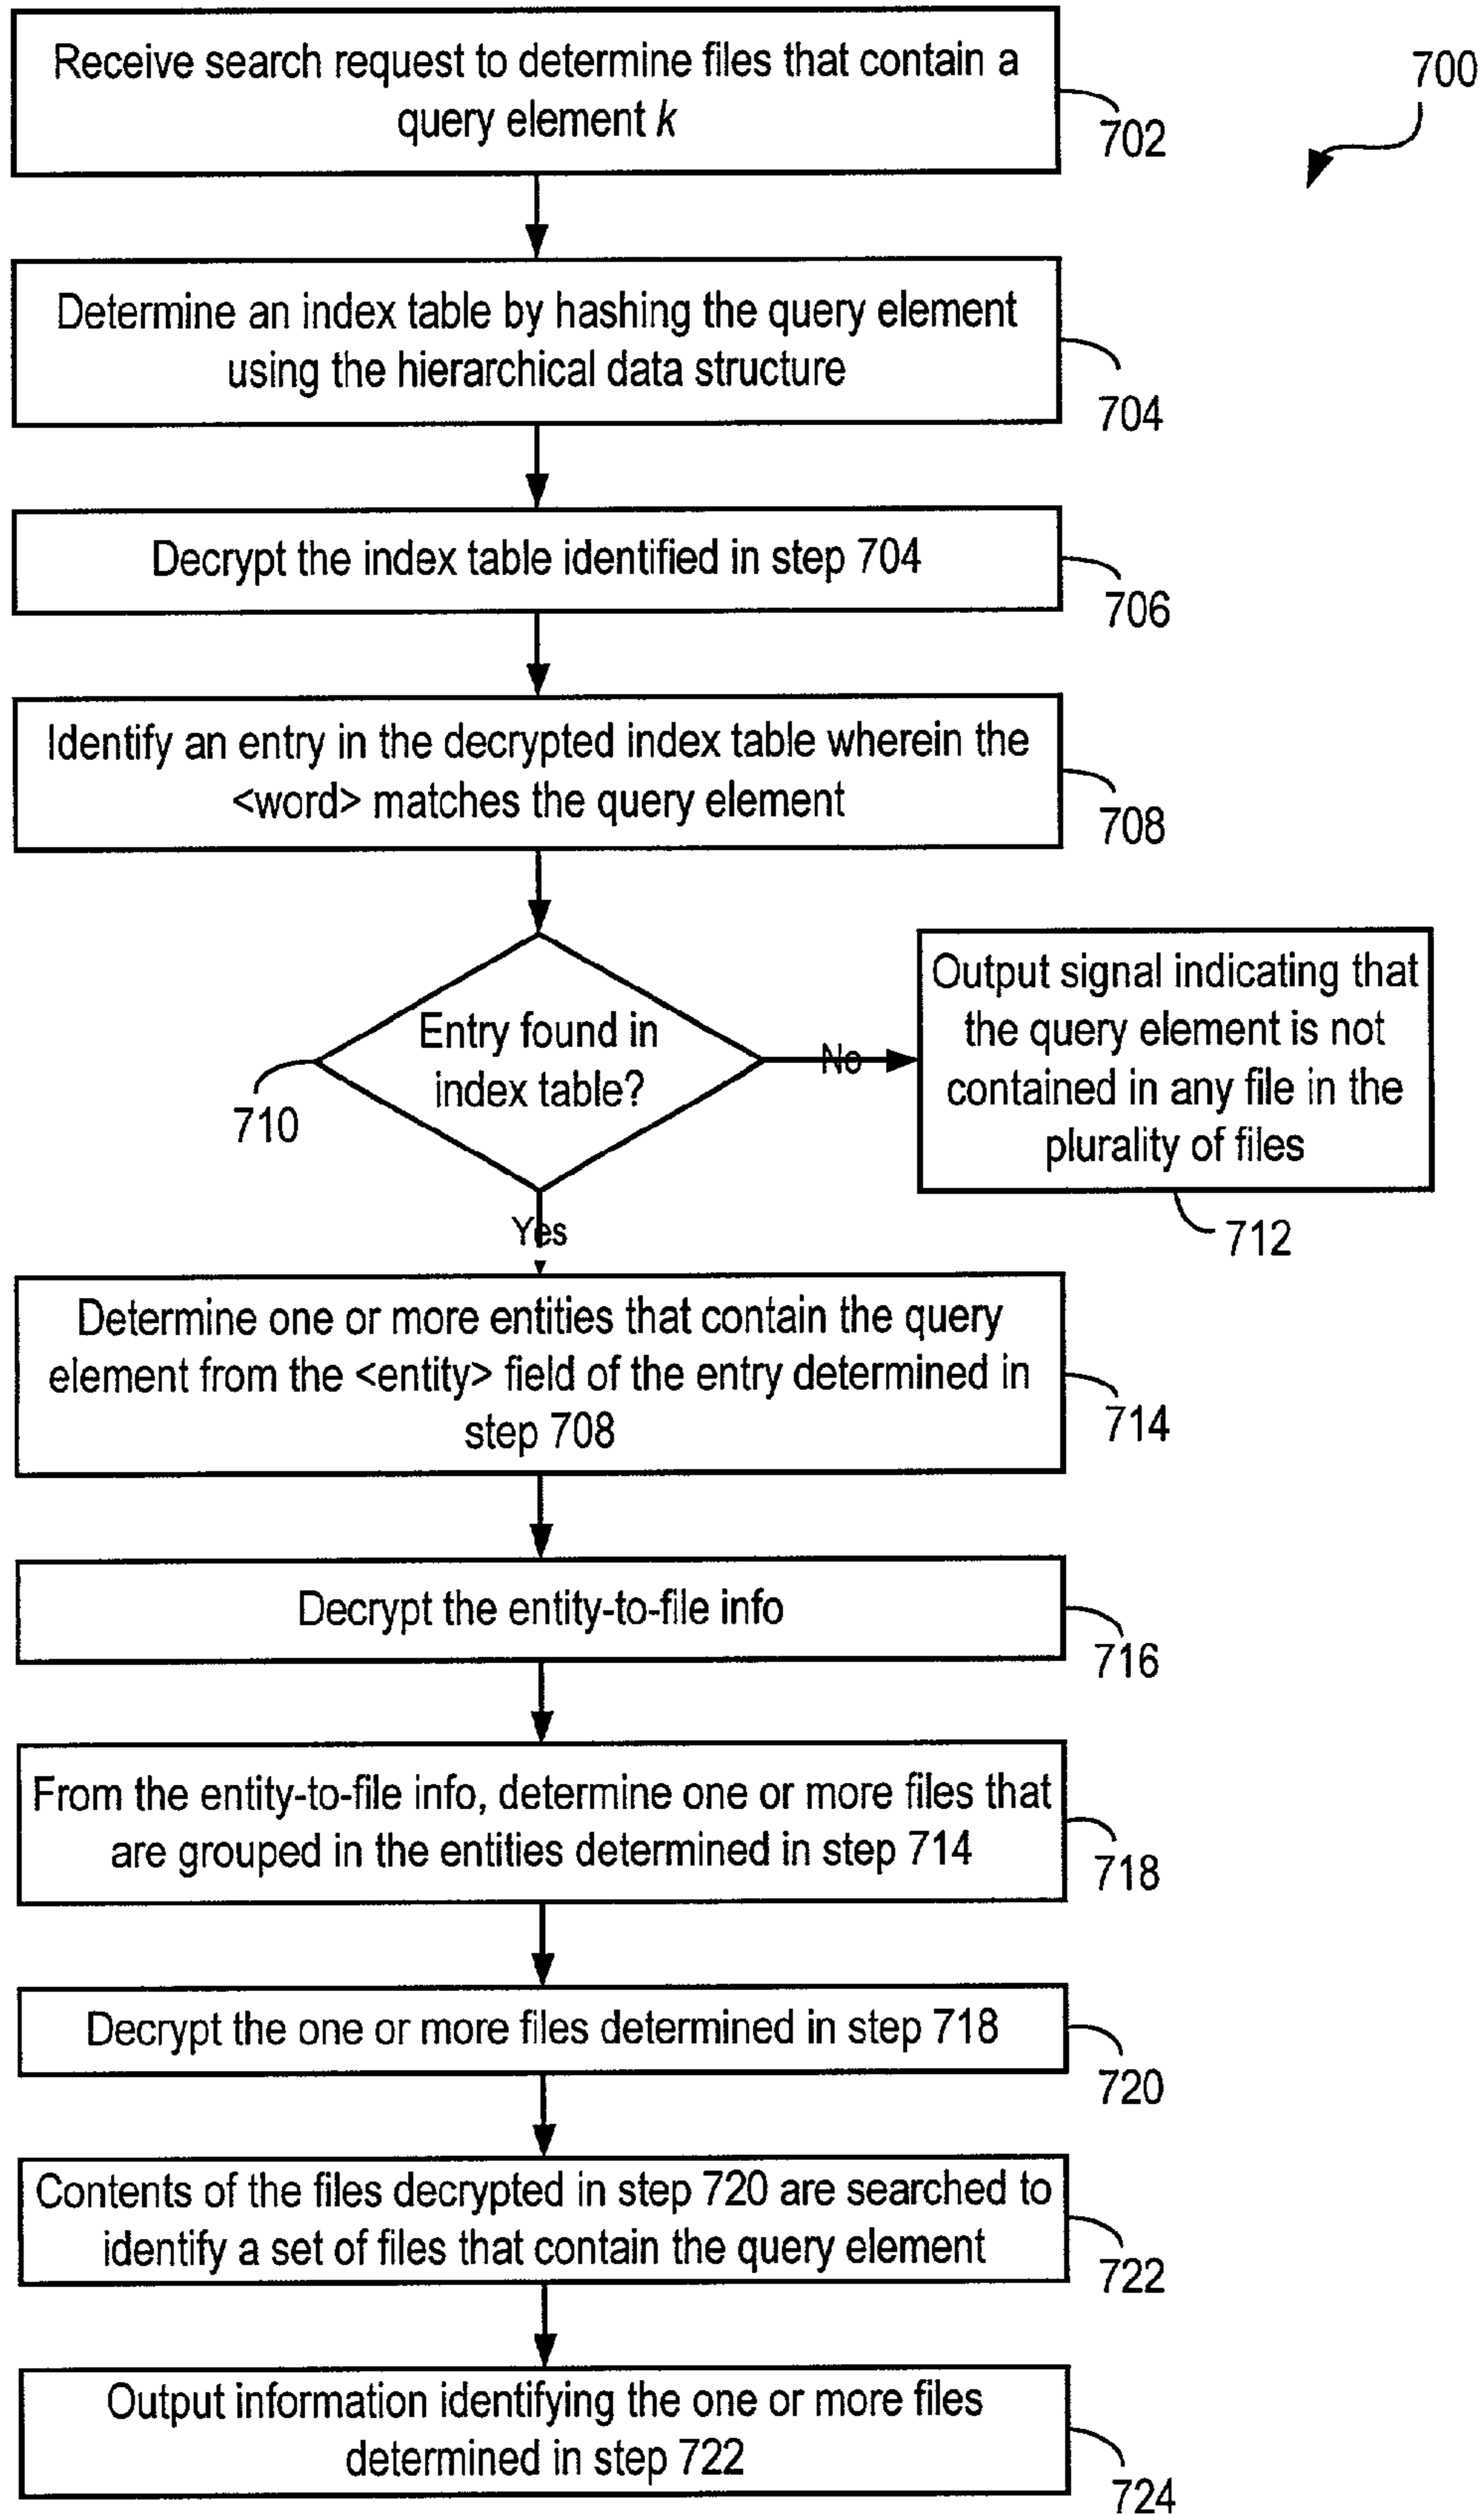 Receive search request to determine files that contain a
query element k
702
700
Determine an index table by hashing the query element
using the hierarchical data structure
704
Decrypt the index table identified in step 704
706
Identify an entry in the decrypted index table wherein the
<word> matches the query element
708
Entry found in
index table?
710
No
Output signal indicating that
the query element is not
contained in any file in the
plurality of files
712
Yes
Determine one or more entities that contain the query
element from the <entity> field of the entry determined in
step 708
714
Decrypt the entity-to-file info
716
From the entity-to-file info, determine one or more files that
are grouped in the entities determined in step 714
718
Decrypt the one or more files determined in step 718
720
Contents of the files decrypted in step 720 are searched to
identify a set of files that contain the query element
722
Output information identifying the one or more files
determined in step 722
724